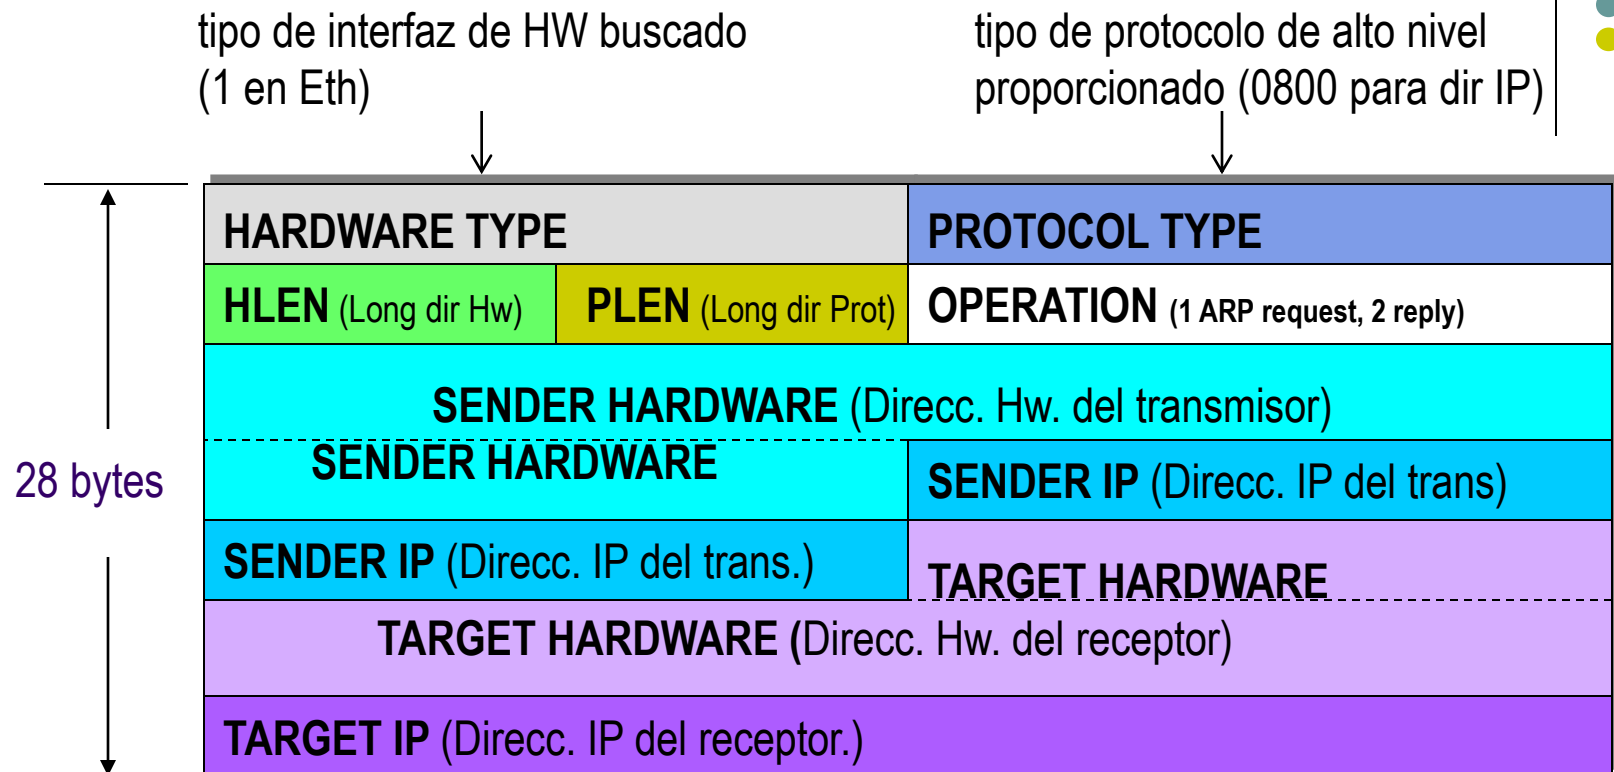 tipo de interfaz de HW buscado
(1 en Eth)
tipo de protocolo de alto nivel
proporcionado (0800 para dir IP)
HARDWARE TYPE
PROTOCOL TYPE
HLEN (Long dir Hw)
PLEN (Long dir Prot)
OPERATION (1 ARP request, 2 reply)
SENDER HARDWARE (Direcc. Hw. del transmisor)
28 bytes
SENDER HARDWARE
SENDER IP (Direcc. IP del trans)
SENDER IP (Direcc. IP del trans.)
TARGET HARDWARE
TARGET HARDWARE (Direcc. Hw. del receptor)
TARGET IP (Direcc. IP del receptor.)